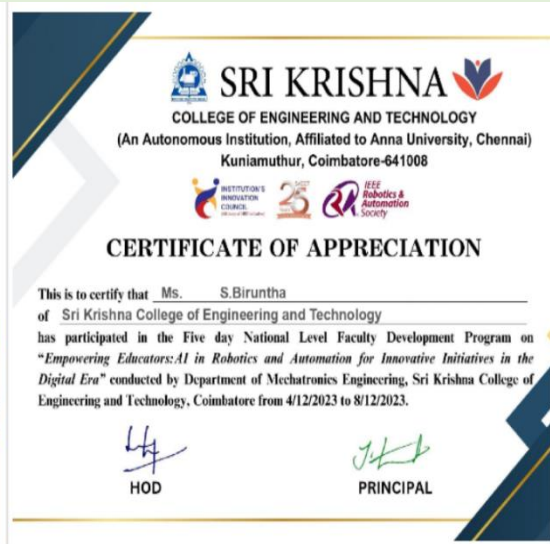 SRI KRISHNA
COLLEGE OF ENGINEERING AND TECHNOLOGY
(An Autonomous Institution, Affiliated to Anna University, Chennai)
Kuniamuthur, Coimbatore-641008
INSTITUTION'S
INNOVATION
COUNCIL
25
IEEE
Robotics &
Automation
Society
CERTIFICATE OF APPRECIATION
This is to certify that Ms. S.Biruntha
of Sri Krishna College of Engineering and Technology
has participated in the Five day National Level Faculty Development Program on
“Empowering Educators:AI in Robotics and Automation for Innovative Initiatives in the
Digital Era” conducted by Department of Mechatronics Engineering, Sri Krishna College of
Engineering and Technology, Coimbatore from 4/12/2023 to 8/12/2023.
HOD
PRINCIPAL